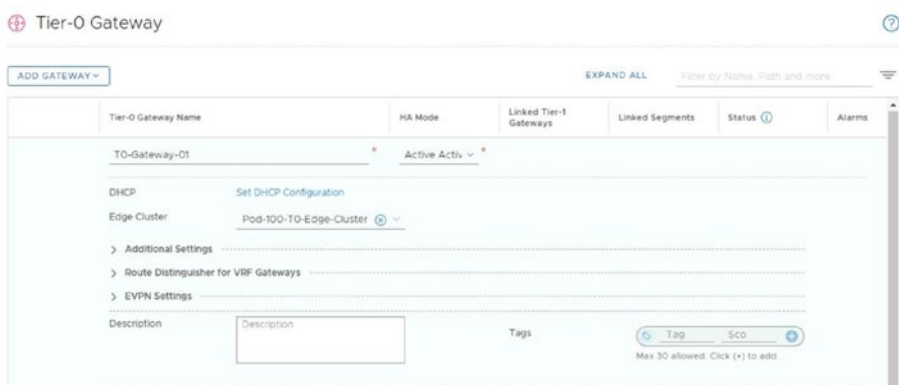 Tier-0 Gateway
ADD GATEWAY
EXPAND ALL
Filter by Name, Path and more
Tier-0 Gateway Name
HA Mode
Linked Tier-1 Gateways
Linked Segments
Status
Alarms
T0-Gateway-01 *
Active Activ *
DHCP
Set DHCP Configuration
Edge Cluster
Pod-100-T0-Edge-Cluster
> Additional Settings
> Route Distinguisher for VRF Gateways
> EVPN Settings
Description
Description
Tags
Tag
Sco
Max 30 allowed. Click (+) to add.